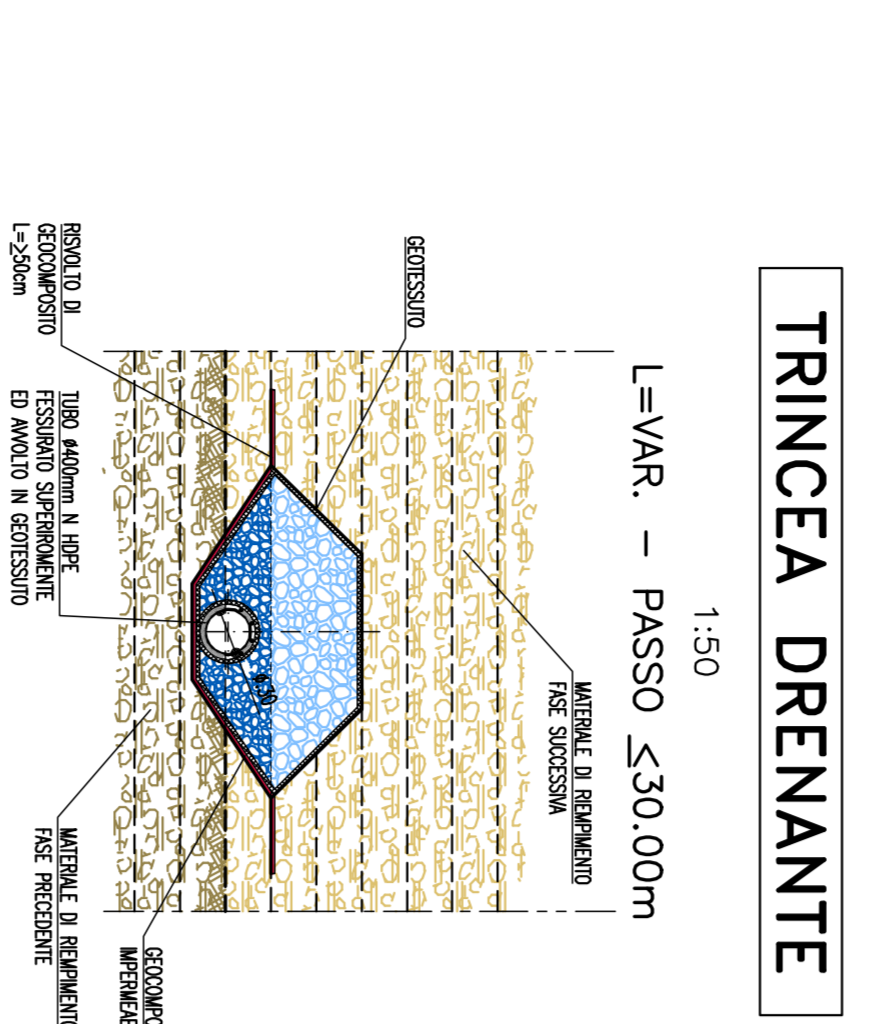 TRINCEA DRENANTE
1:50
L=VAR. - PASSO ≤30.00m
MATERIALE DI RIEMPIMENTO
FASE SUCCESSIVA
GEOTESSUTO
RISVOLTO DI
GEOCOMPOSITO
L=≥50cm
TUBO ø400mm N HDPE
FESSURATO SUPERIROMENTE
ED AVVOLTO IN GEOTESSUTO
MATERIALE DI RIEMPIMENTO
FASE PRECEDENTE